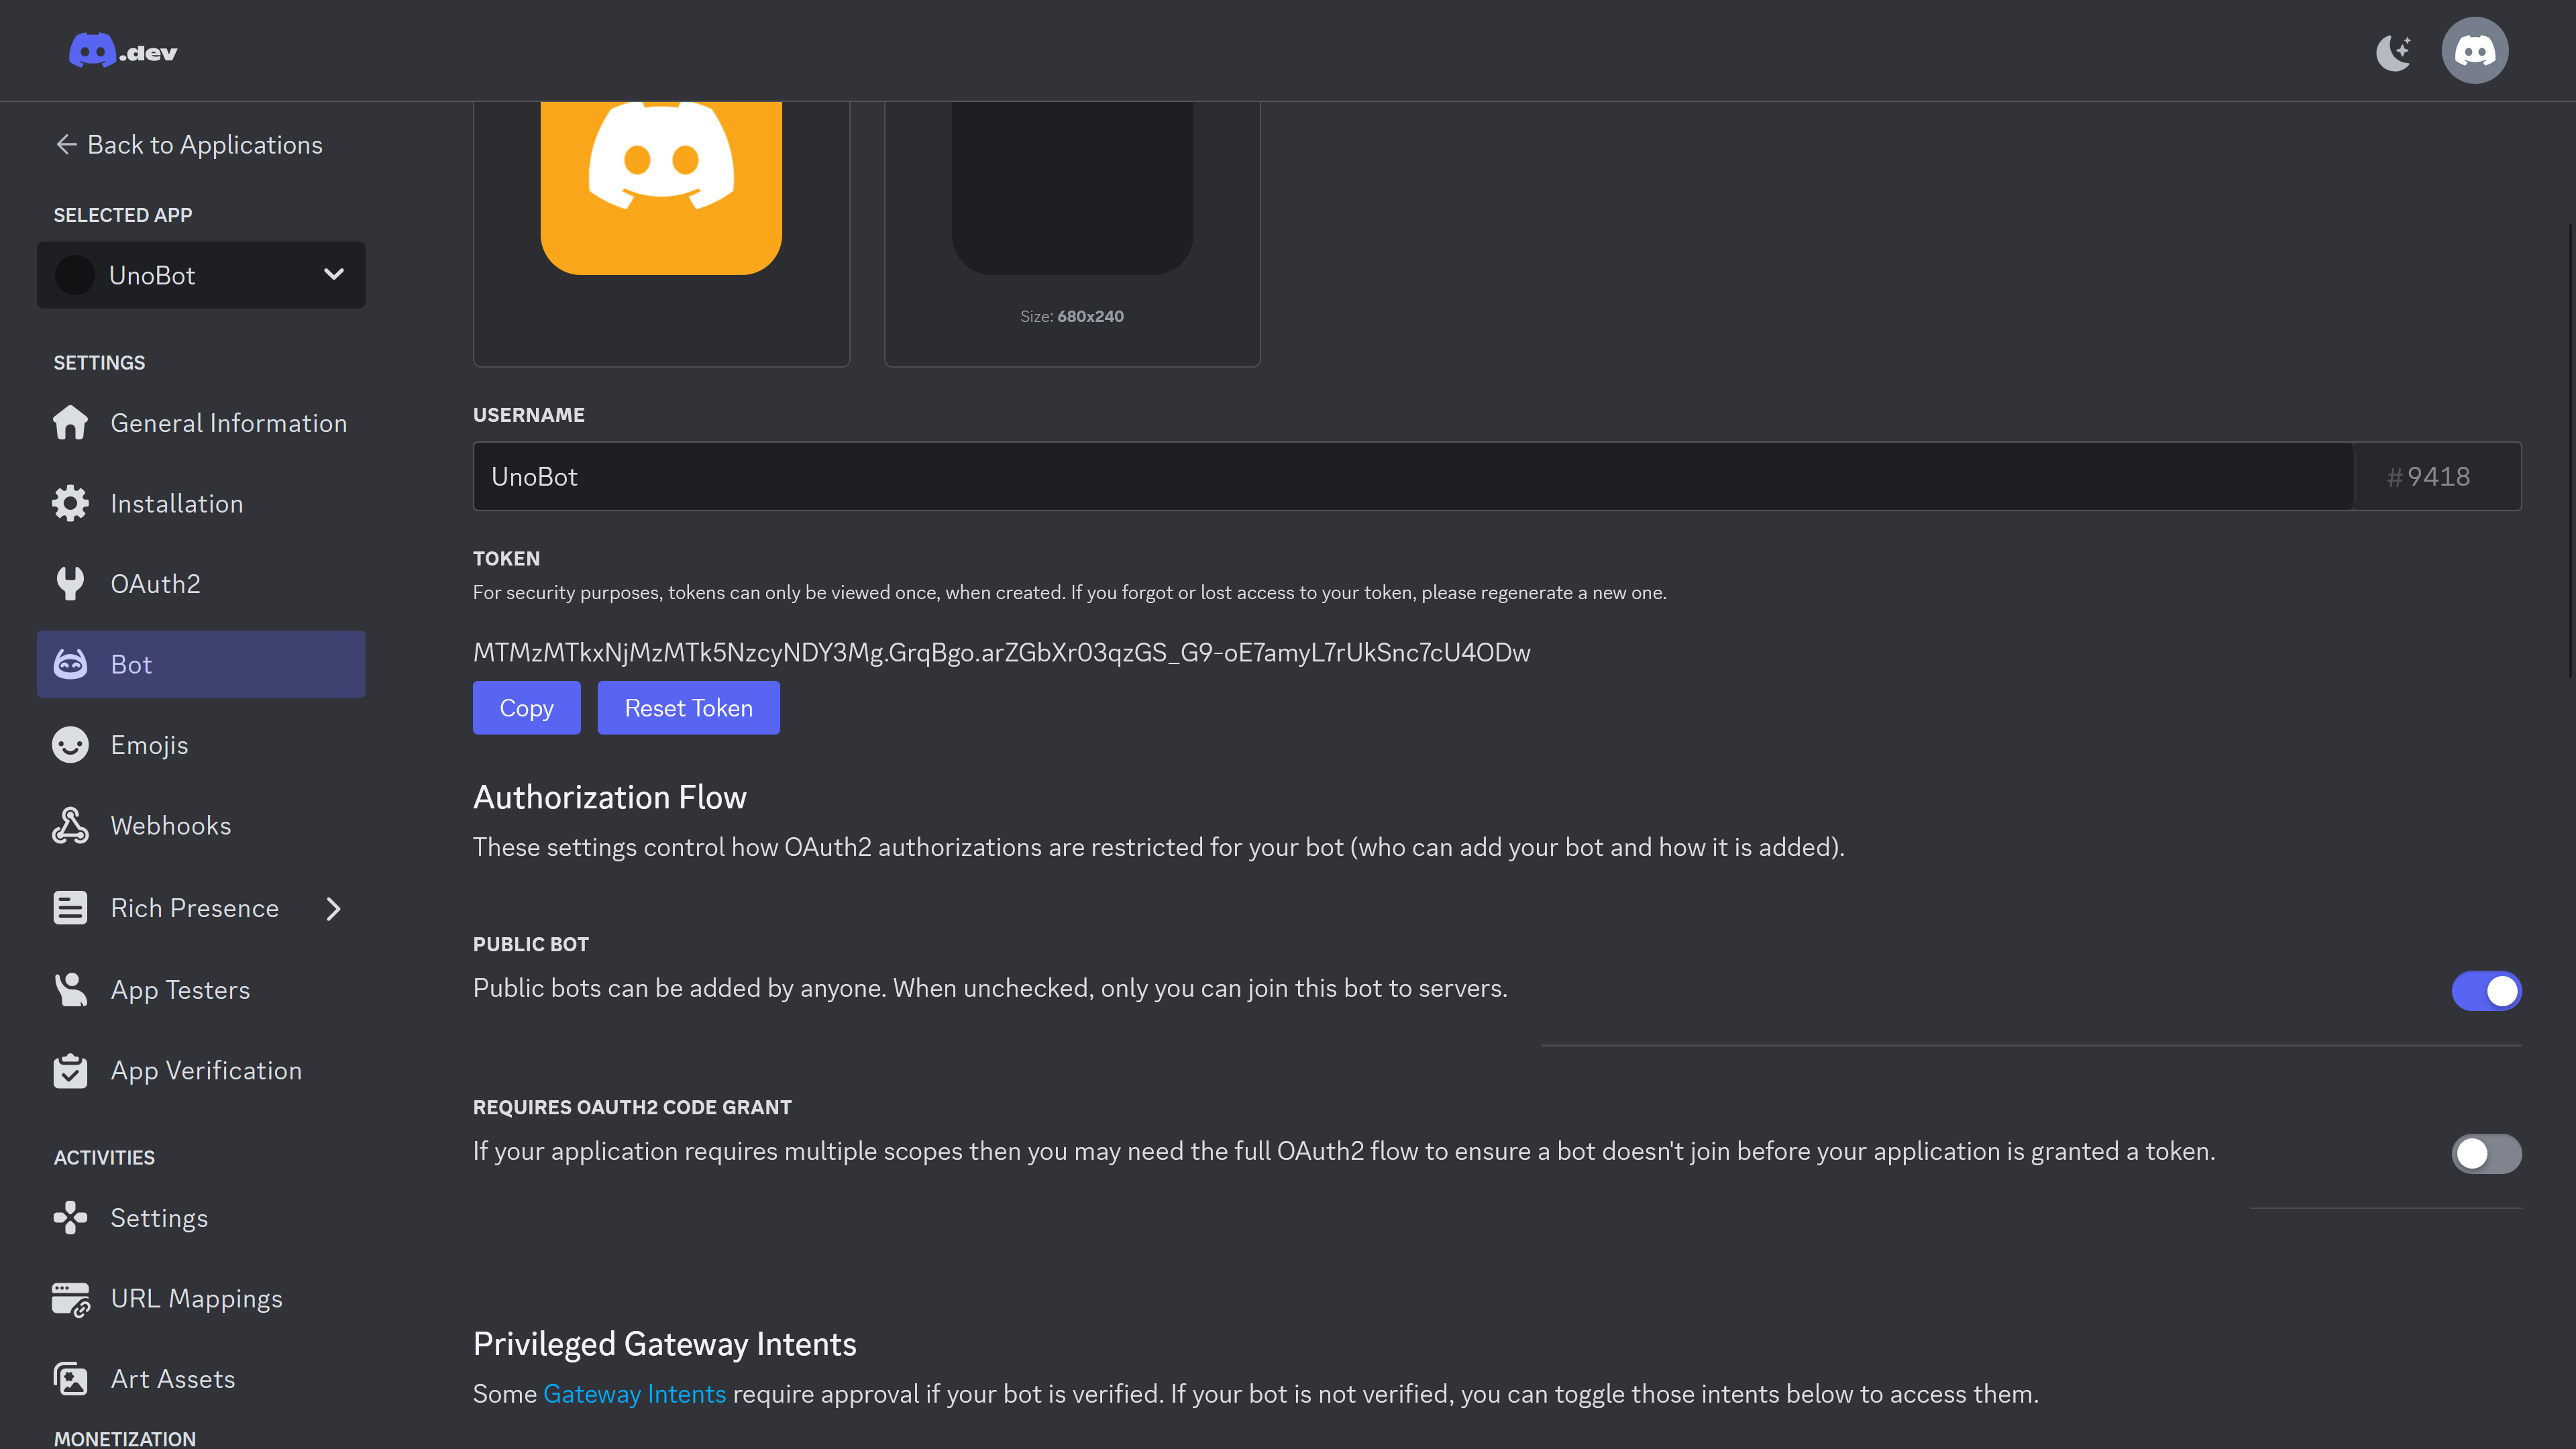 .dev
Back to Applications
SELECTED APP
UnoBot
SETTINGS
General Information
Installation
OAuth2
Bot
Emojis
Webhooks
Rich Presence
App Testers
App Verification
ACTIVITIES
Settings
URL Mappings
Art Assets
MONETIZATION
Size: 680x240
USERNAME
UnoBot #9418
TOKEN
For security purposes, tokens can only be viewed once, when created. If you forgot or lost access to your token, please regenerate a new one.
MTMzMTkxNjMzMTk5NzcyNDY3Mg.GrqBgo.arZGbXr03qzGS_G9-oE7amyL7rUkSnc7cU4ODw
Copy Reset Token
Authorization Flow
These settings control how OAuth2 authorizations are restricted for your bot (who can add your bot and how it is added).
PUBLIC BOT
Public bots can be added by anyone. When unchecked, only you can join this bot to servers.
REQUIRES OAUTH2 CODE GRANT
If your application requires multiple scopes then you may need the full OAuth2 flow to ensure a bot doesn't join before your application is granted a token.
Privileged Gateway Intents
Some Gateway Intents require approval if your bot is verified. If your bot is not verified, you can toggle those intents below to access them.